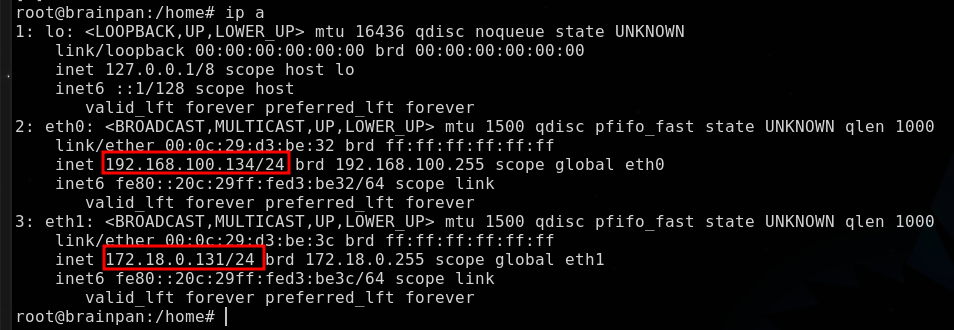 root@brainpan:/home# ip a
1: lo: <LOOPBACK,UP,LOWER_UP> mtu 16436 qdisc noqueue state UNKNOWN
    link/loopback 00:00:00:00:00:00 brd 00:00:00:00:00:00
    inet 127.0.0.1/8 scope host lo
    inet6 ::1/128 scope host
       valid_lft forever preferred_lft forever
2: eth0: <BROADCAST,MULTICAST,UP,LOWER_UP> mtu 1500 qdisc pfifo_fast state UNKNOWN qlen 1000
    link/ether 00:0c:29:d3:be:32 brd ff:ff:ff:ff:ff:ff
    inet 192.168.100.134/24 brd 192.168.100.255 scope global eth0
    inet6 fe80::20c:29ff:fed3:be32/64 scope link
       valid_lft forever preferred_lft forever
3: eth1: <BROADCAST,MULTICAST,UP,LOWER_UP> mtu 1500 qdisc pfifo_fast state UNKNOWN qlen 1000
    link/ether 00:0c:29:d3:be:3c brd ff:ff:ff:ff:ff:ff
    inet 172.18.0.131/24 brd 172.18.0.255 scope global eth1
    inet6 fe80::20c:29ff:fed3:be3c/64 scope link
       valid_lft forever preferred_lft forever
root@brainpan:/home#